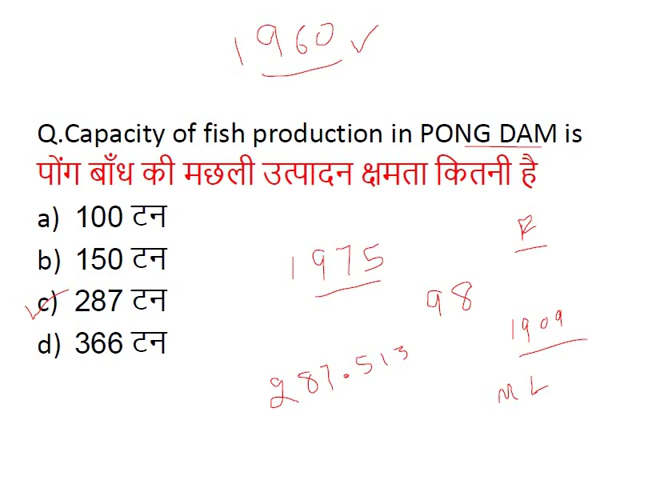 1960
Q.Capacity of fish production in PONG DAM is
पोंग बाँध की मछली उत्पादन क्षमता कितनी है
a) 100 टन
b) 150 टन
c) 287 टन
d) 366 टन
1975
98
1909
287.513
ML